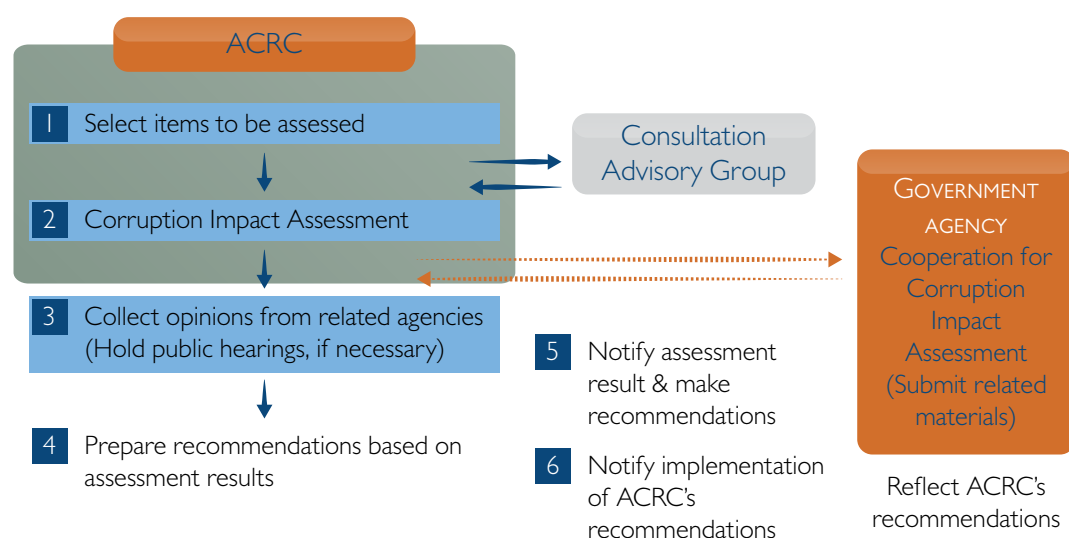 ACRC
1 Select items to be assessed
2 Corruption Impact Assessment
3 Collect opinions from related agencies
(Hold public hearings, if necessary)
4 Prepare recommendations based on
assessment results
Consultation
Advisory Group
5 Notify assessment
result & make
recommendations
6 Notify implementation
of ACRC's
recommendations
GOVERNMENT
AGENCY
Cooperation for
Corruption
Impact
Assessment
(Submit related
materials)
Reflect ACRC's
recommendations